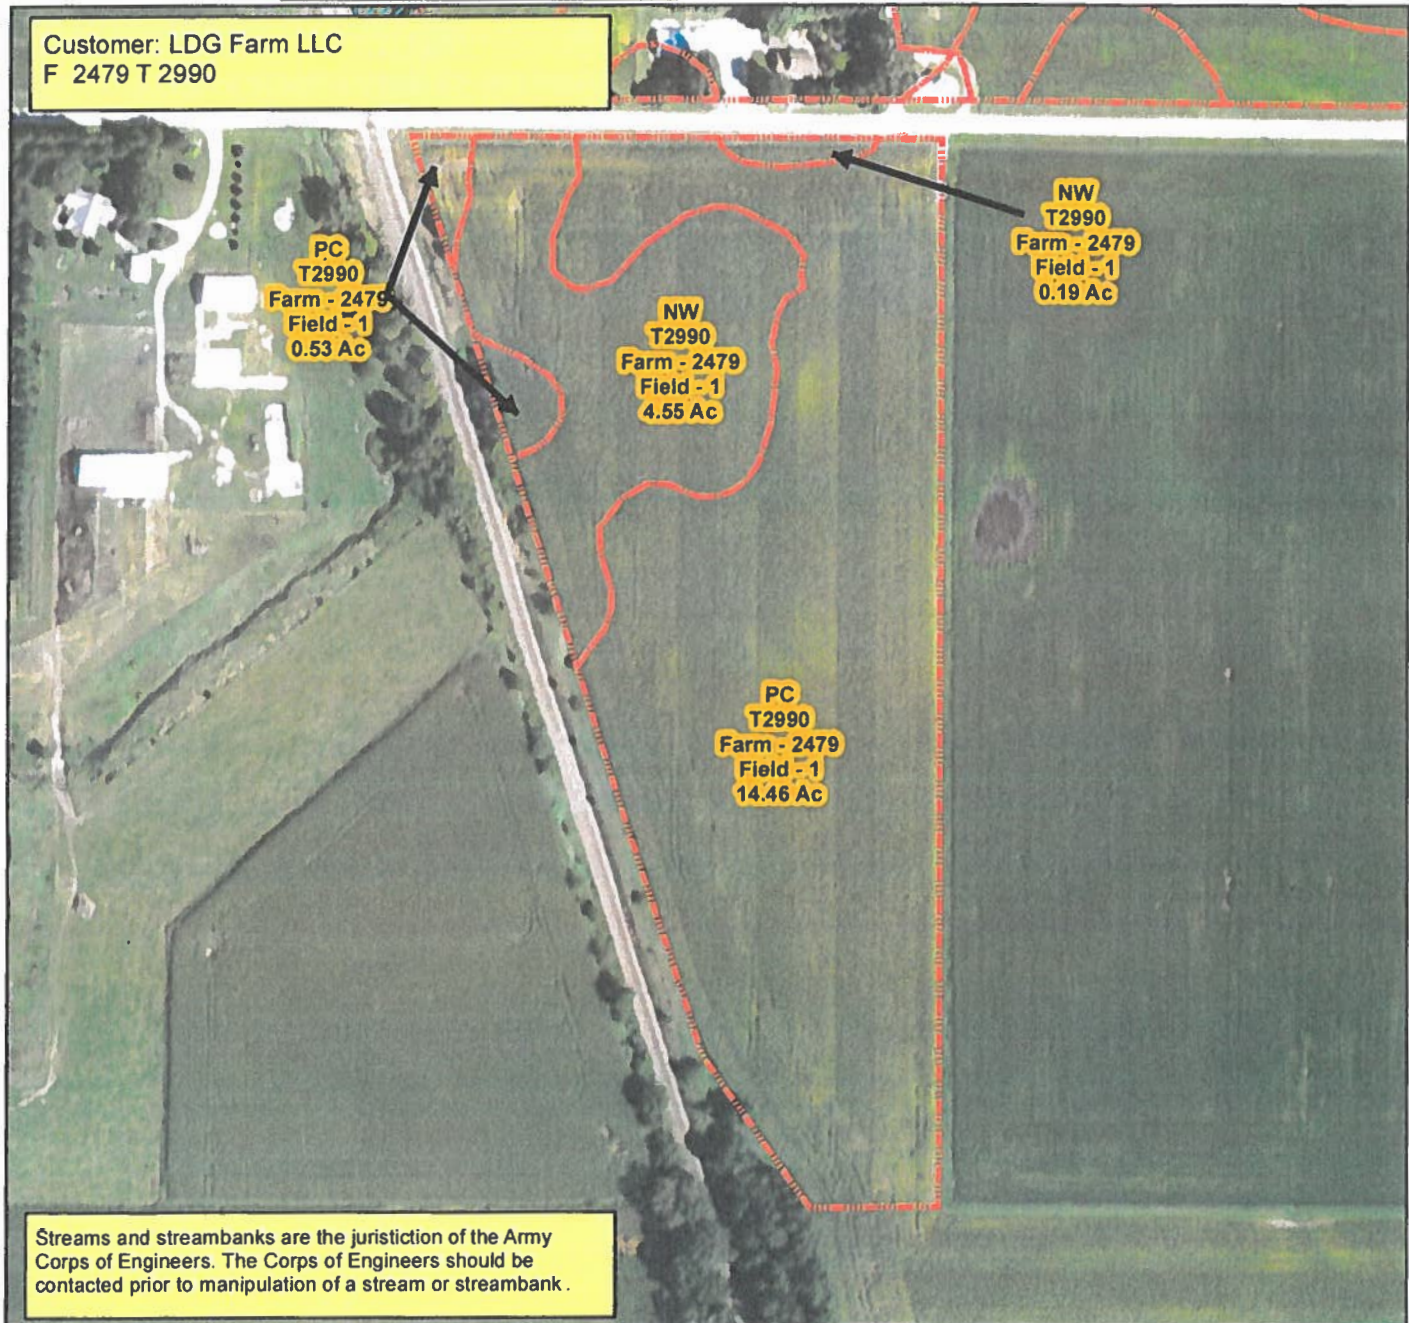 Customer: LDG Farm LLC
F 2479 T 2990
NW
T2990
Farm - 2479
Field - 1
0.19 Ac
PC
T2990
Farm - 2479
Field - 1
0.53 Ac
NW
T2990
Farm - 2479
Field - 1
4.55 Ac
PC
T2990
Farm - 2479
Field - 1
14.46 Ac
Streams and streambanks are the juristiction of the Army
Corps of Engineers. The Corps of Engineers should be
contacted prior to manipulation of a stream or streambank .